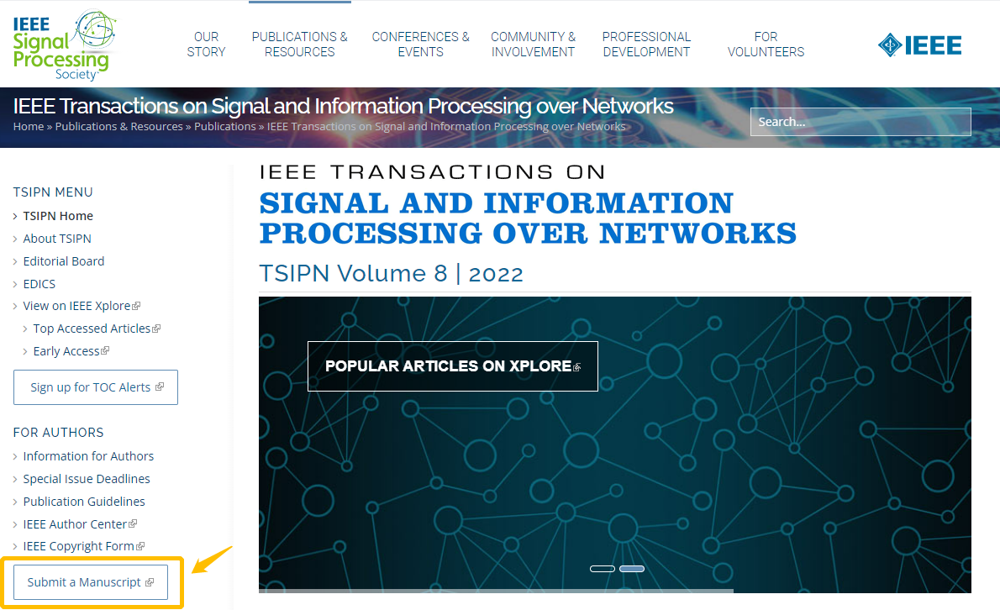 IEEE
Signal
Processing
Society
OUR
STORY
PUBLICATIONS &
RESOURCES
CONFERENCES &
EVENTS
COMMUNITY &
INVOLVEMENT
PROFESSIONAL
DEVELOPMENT
FOR
VOLUNTEERS
IEEE
IEEE Transactions on Signal and Information Processing over Networks
Home » Publications & Resources » Publications » IEEE Transactions on Signal and Information Processing over Networks
Search...
TSIPN MENU
TSIPN Home
About TSIPN
Editorial Board
EDICS
View on IEEE Xplore
Top Accessed Articles
Early Access
Sign up for TOC Alerts
FOR AUTHORS
Information for Authors
Special Issue Deadlines
Publication Guidelines
IEEE Author Center
IEEE Copyright Form
Submit a Manuscript
IEEE TRANSACTIONS ON
SIGNAL AND INFORMATION
PROCESSING OVER NETWORKS
TSIPN Volume 8 | 2022
POPULAR ARTICLES ON XPLORE